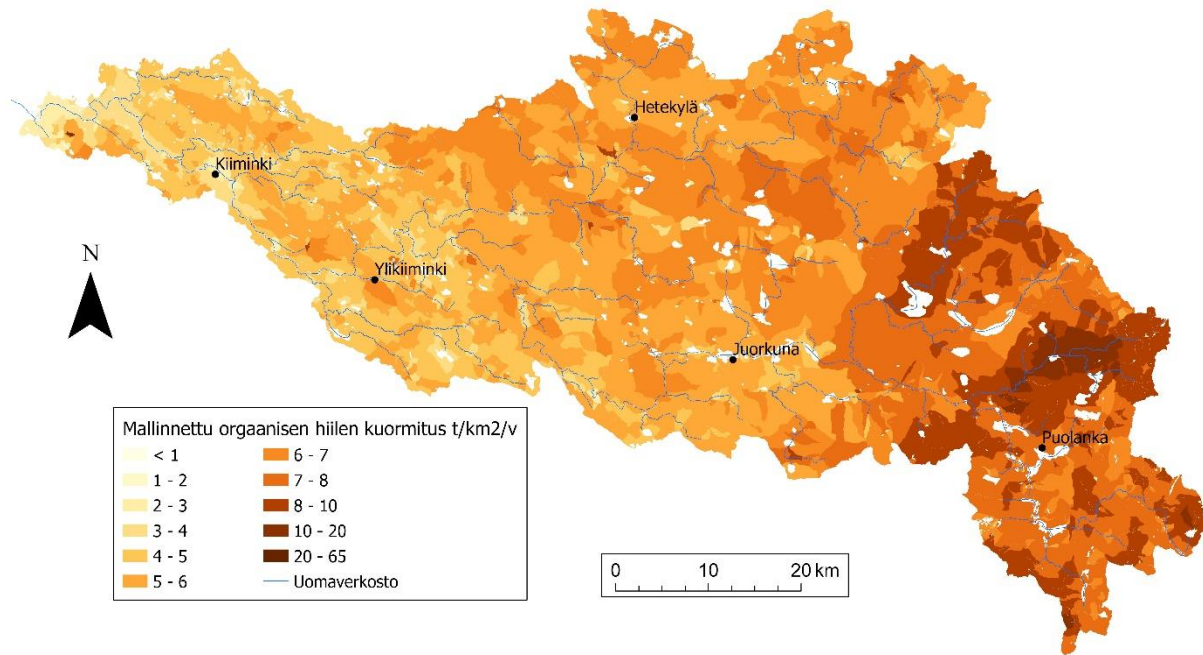 Hetekylä
Kiiminki
N
Ylikiiminki
Juorkuna
Puolanka
Mallinnettu orgaanisen hiilen kuormitus t/km2/v
< 1
1 - 2
2 - 3
3 - 4
4 - 5
5 - 6
6 - 7
7 - 8
8 - 10
10 - 20
20 - 65
Uomaverkosto
0 10 20 km